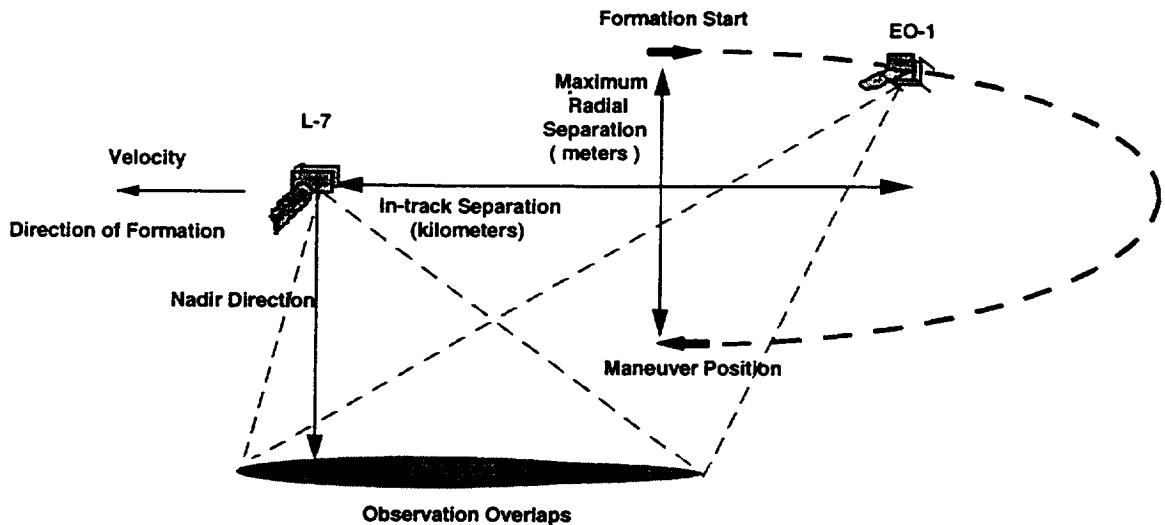 Formation Start
EO-1
Maximum
Radial
Separation
( meters )
L-7
Velocity
In-track Separation
(kilometers)
Direction of Formation
Nadir Direction
Maneuver Position
Observation Overlaps